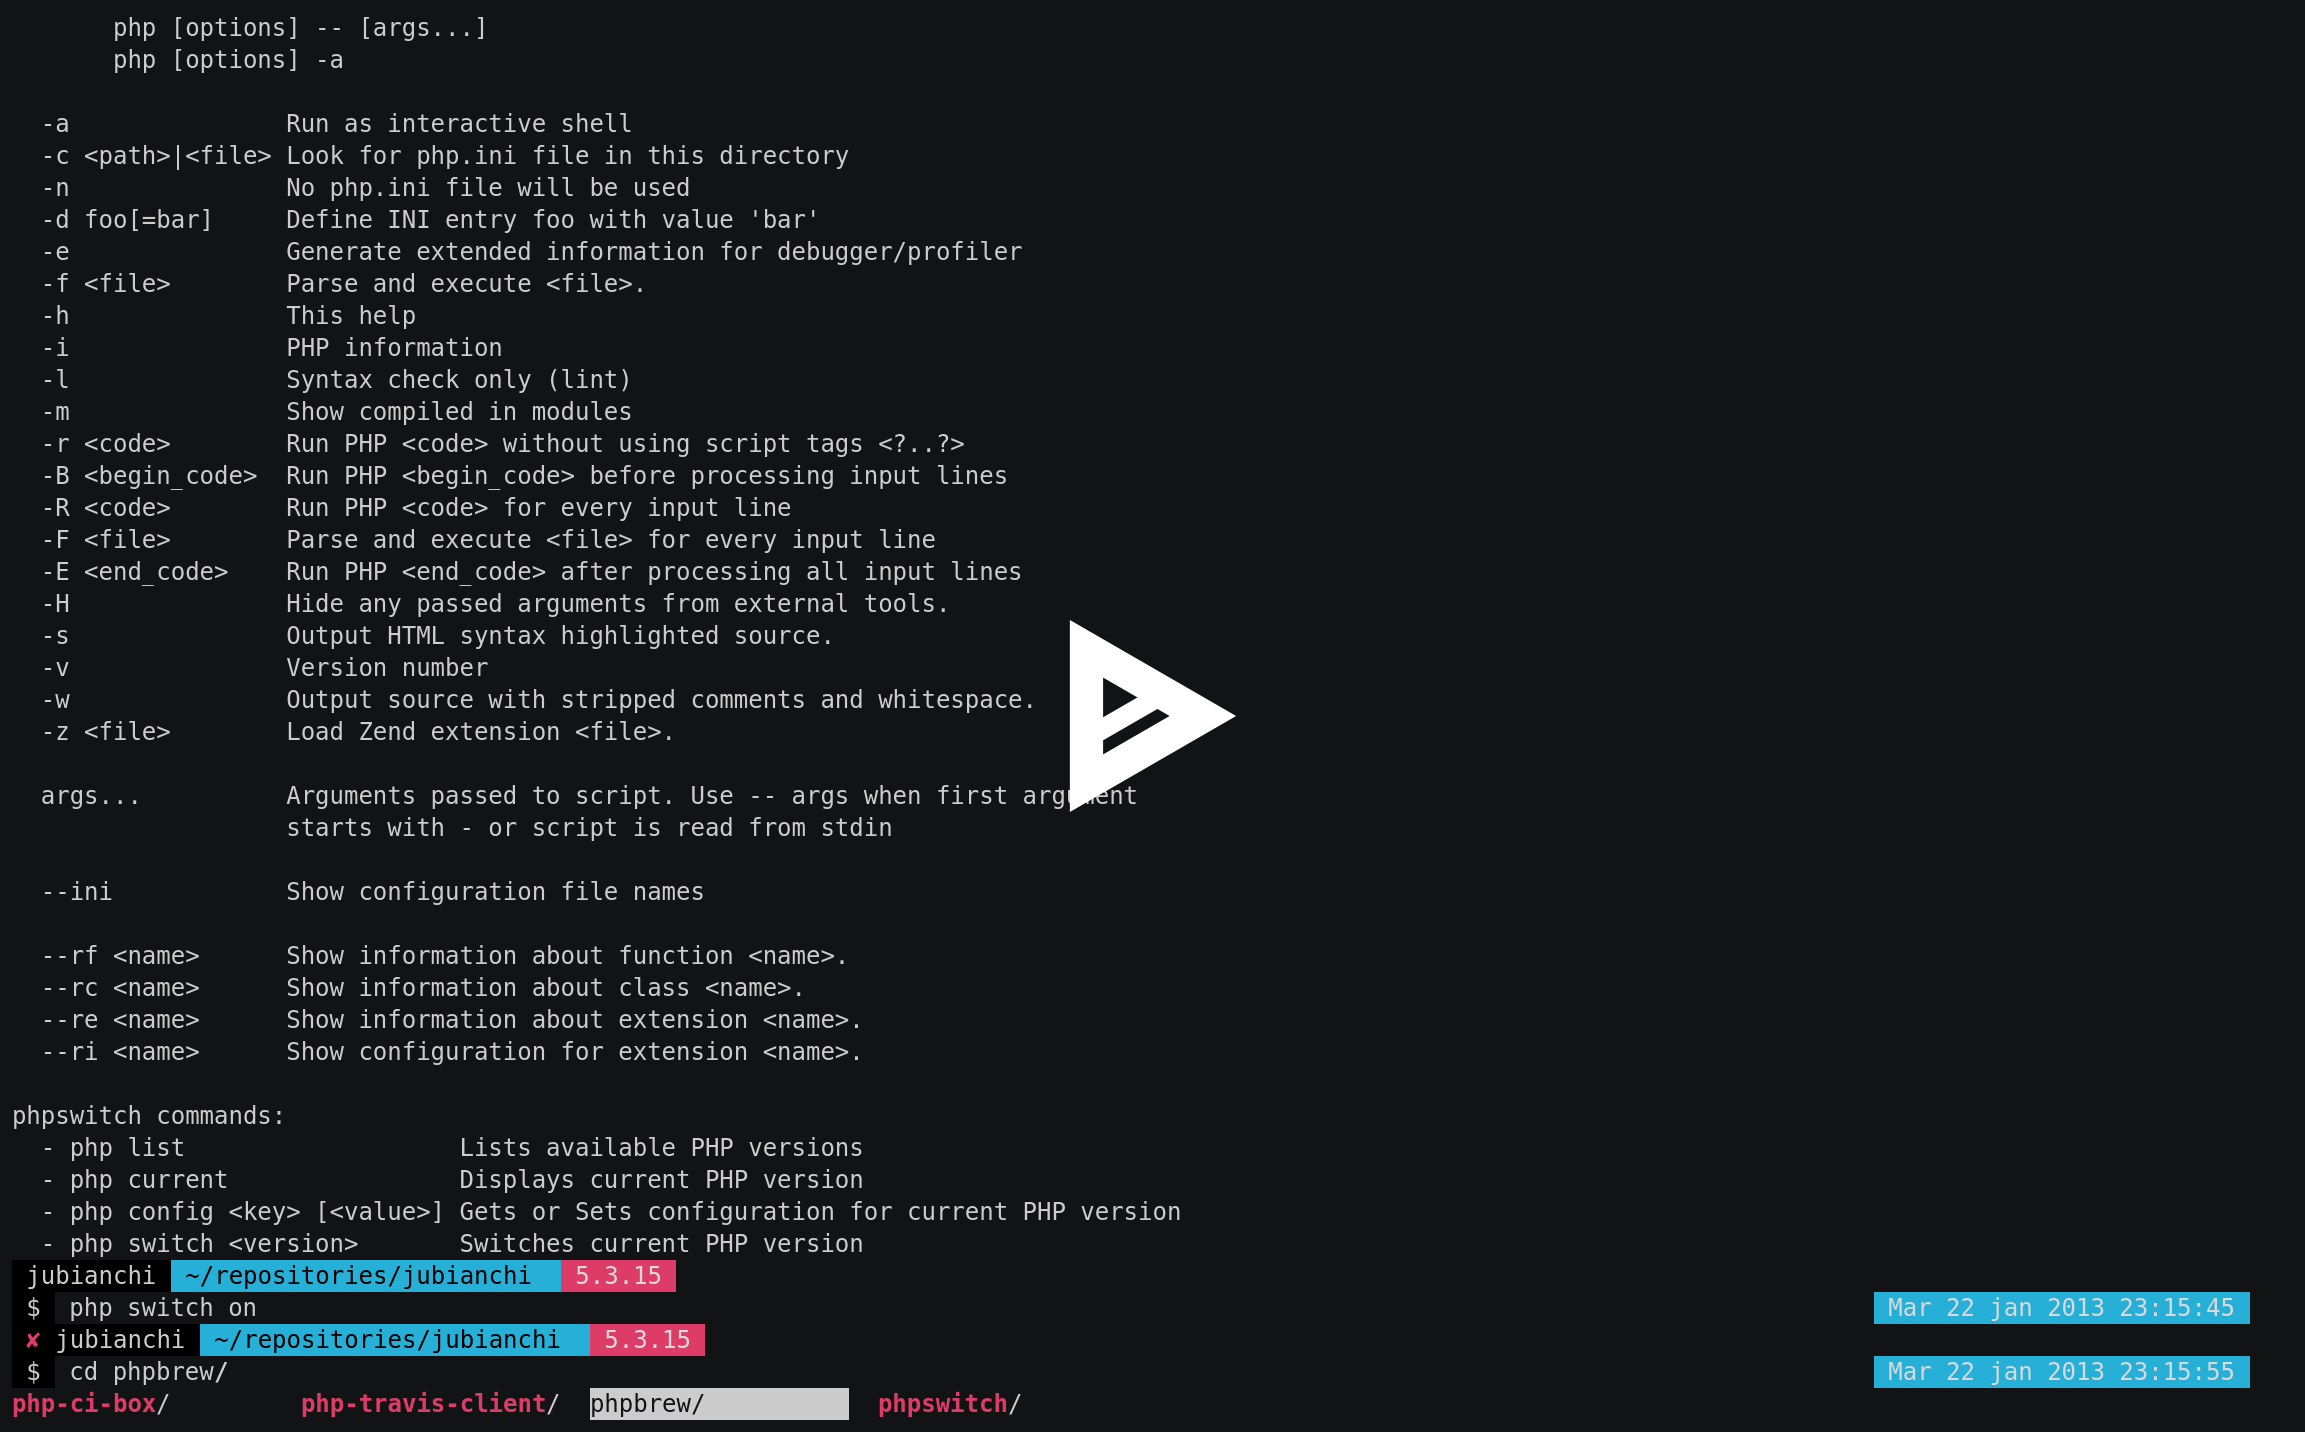 php [options] -- [args...]
php [options] -a
-a Run as interactive shell
-c <path>|<file> Look for php.ini file in this directory
-n No php.ini file will be used
-d foo[=bar] Define INI entry foo with value 'bar'
-e Generate extended information for debugger/profiler
-f <file> Parse and execute <file>.
-h This help
-i PHP information
-l Syntax check only (lint)
-m Show compiled in modules
-r <code> Run PHP <code> without using script tags <?..?>
-B <begin_code> Run PHP <begin_code> before processing input lines
-R <code> Run PHP <code> for every input line
-F <file> Parse and execute <file> for every input line
-E <end_code> Run PHP <end_code> after processing all input lines
-H Hide any passed arguments from external tools.
-s Output HTML syntax highlighted source.
-v Version number
-w Output source with stripped comments and whitespace.
-z <file> Load Zend extension <file>.
args... Arguments passed to script. Use -- args when first argument
starts with - or script is read from stdin
--ini Show configuration file names
--rf <name> Show information about function <name>.
--rc <name> Show information about class <name>.
--re <name> Show information about extension <name>.
--ri <name> Show configuration for extension <name>.
phpswitch commands:
- php list Lists available PHP versions
- php current Displays current PHP version
- php config <key> [<value>] Gets or Sets configuration for current PHP version
- php switch <version> Switches current PHP version
jubianchi ~/repositories/jubianchi 5.3.15
$ php switch on Mar 22 jan 2013 23:15:45
✘ jubianchi ~/repositories/jubianchi 5.3.15
$ cd phpbrew/ Mar 22 jan 2013 23:15:55
php-ci-box/ php-travis-client/ phpbrew/ phpswitch/